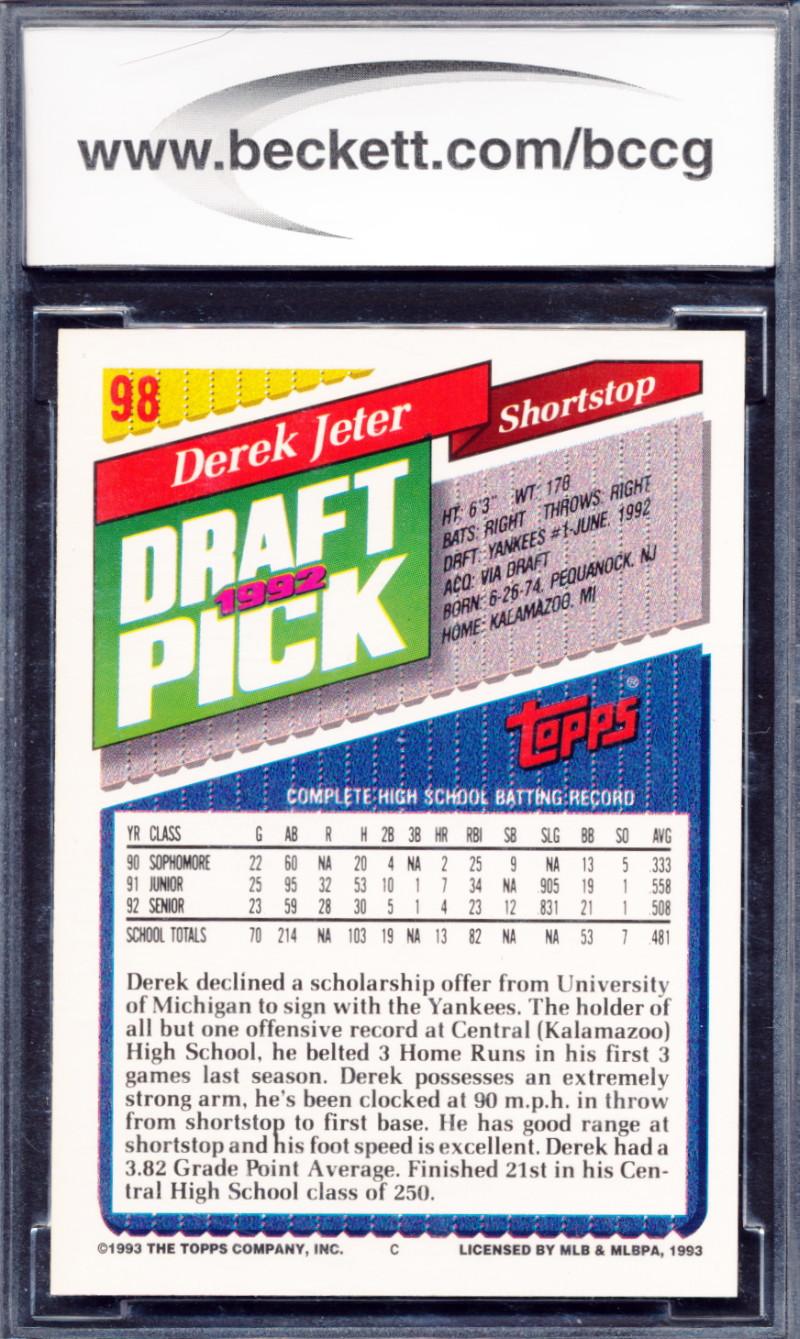 www.beckett.com/bccg
98
Derek Jeter
Shortstop
DRAFT
1992
PICK
HT: 6'3" WT: 178
BATS: RIGHT THROWS: RIGHT
DRFT: YANKEES #1-JUNE, 1992
ACQ: VIA DRAFT
BORN: 6-26-74, PEQUANOCK, NJ
HOME: KALAMAZOO, MI
topps®
COMPLETE HIGH SCHOOL BATTING RECORD
YR CLASS G AB R H 2B 3B HR RBI SB SLG BB SO AVG
90 SOPHOMORE 22 60 NA 20 4 NA 2 25 9 NA 13 5 .333
91 JUNIOR 25 95 32 53 10 1 7 34 NA .905 19 1 .558
92 SENIOR 23 59 28 30 5 1 4 23 12 .831 21 1 .508
SCHOOL TOTALS 70 214 NA 103 19 NA 13 82 NA NA 53 7 .481
Derek declined a scholarship offer from University
of Michigan to sign with the Yankees. The holder of
all but one offensive record at Central (Kalamazoo)
High School, he belted 3 Home Runs in his first 3
games last season. Derek possesses an extremely
strong arm, he's been clocked at 90 m.p.h. in throw
from shortstop to first base. He has good range at
shortstop and his foot speed is excellent. Derek had a
3.82 Grade Point Average. Finished 21st in his Cen-
tral High School class of 250.
©1993 THE TOPPS COMPANY, INC. C LICENSED BY MLB & MLBPA, 1993